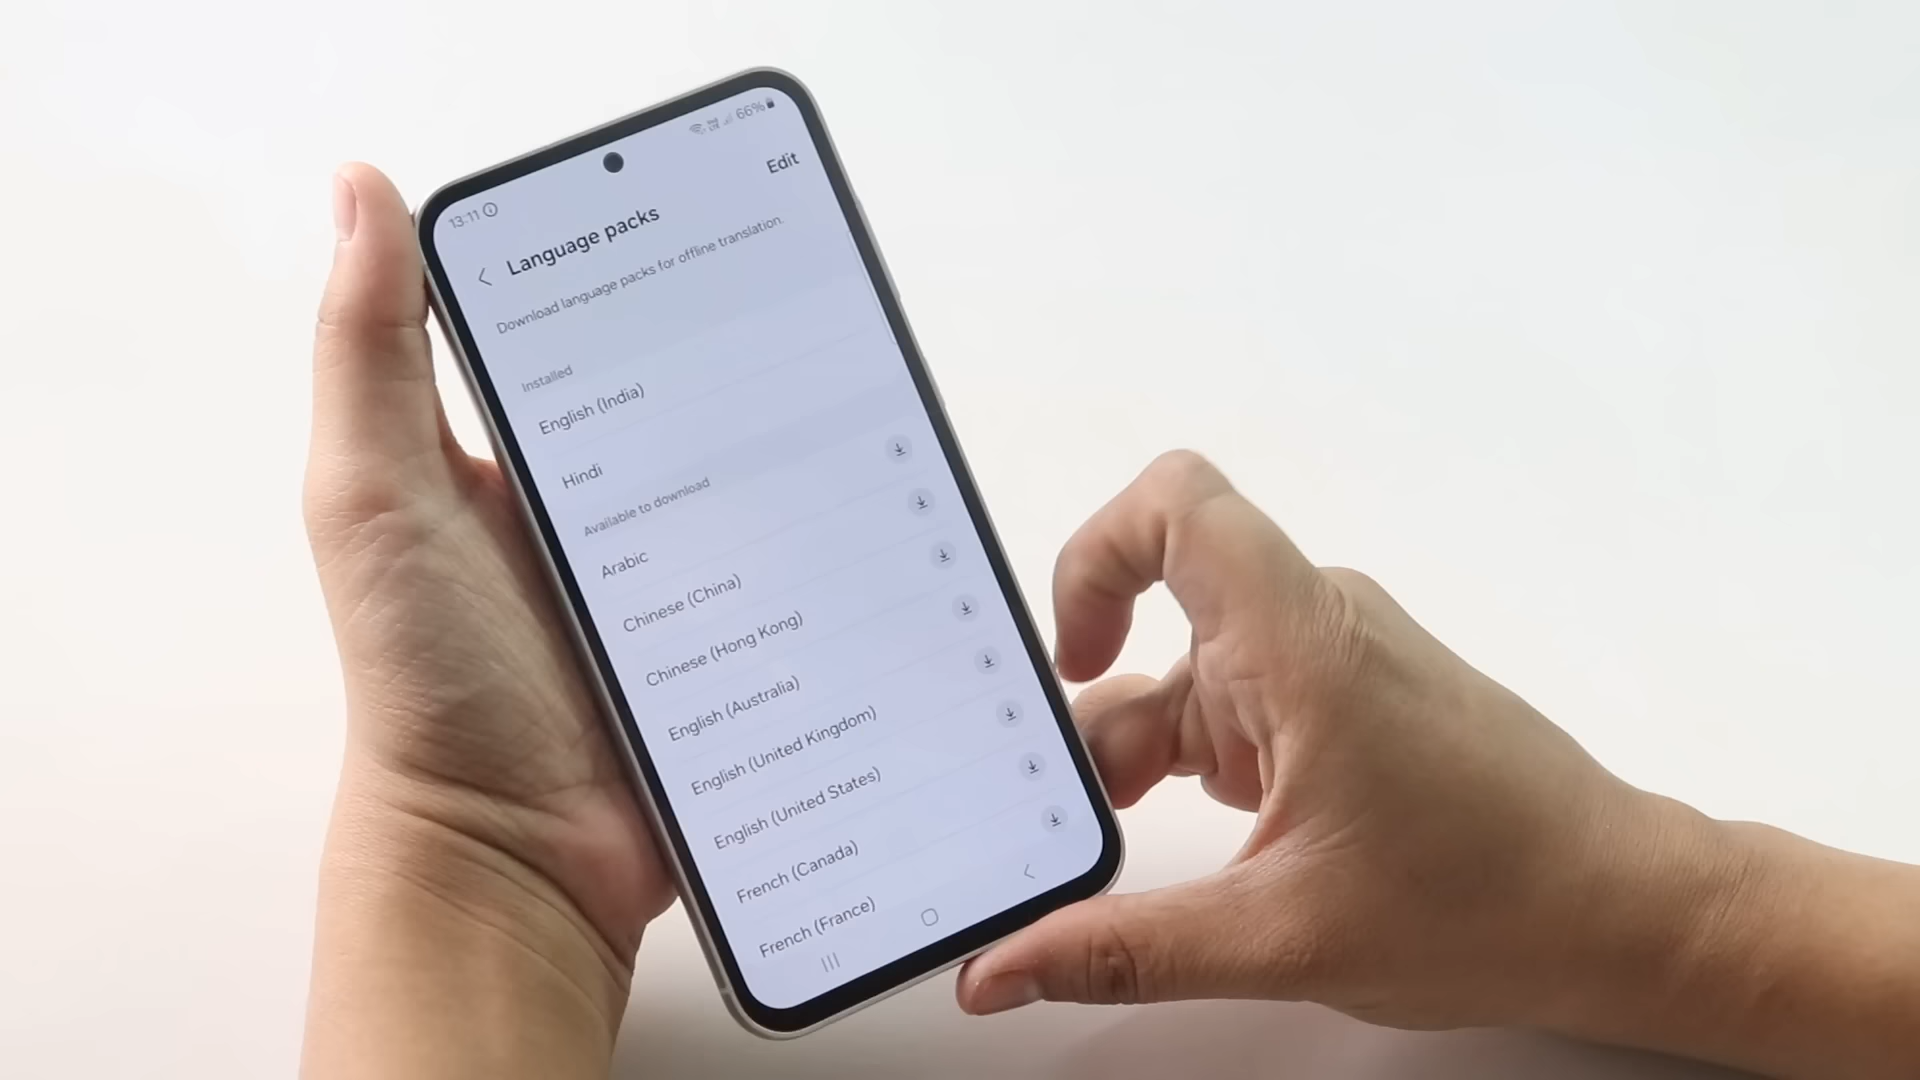 13:11
66%
Edit
Language packs
Download language packs for offline translation.
Installed
English (India)
Hindi
Available to download
Arabic
Chinese (China)
Chinese (Hong Kong)
English (Australia)
English (United Kingdom)
English (United States)
French (Canada)
French (France)